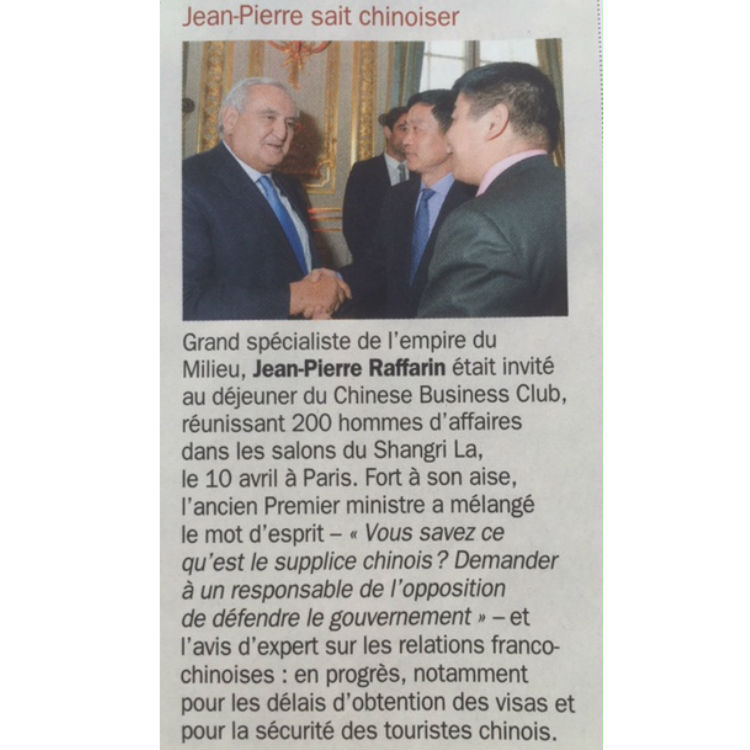 Jean-Pierre sait chinoiser
Grand spécialiste de l'empire du
Milieu, Jean-Pierre Raffarin était invité
au déjeuner du Chinese Business Club,
réunissant 200 hommes d'affaires
dans les salons du Shangri La,
le 10 avril à Paris. Fort à son aise,
l'ancien Premier ministre a mélangé
le mot d'esprit – « Vous savez ce
qu'est le supplice chinois ? Demander
à un responsable de l'opposition
de défendre le gouvernement » – et
l'avis d'expert sur les relations franco-
chinoises : en progrès, notamment
pour les délais d'obtention des visas et
pour la sécurité des touristes chinois.